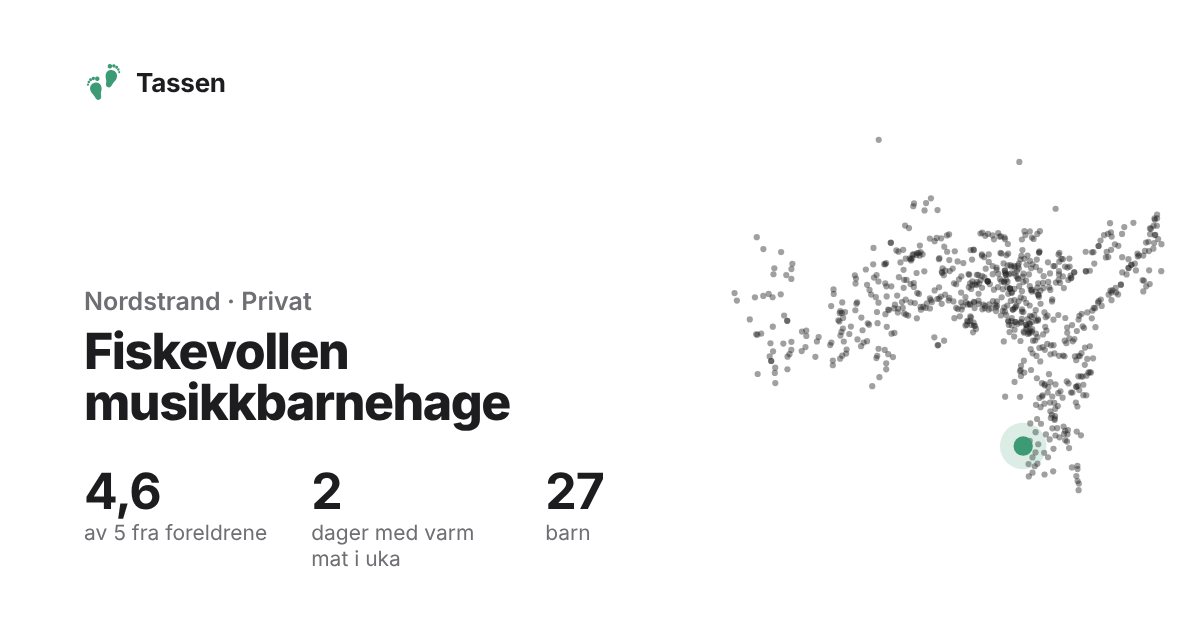 Tassen
Nordstrand · Privat
Fiskevollen
musikkbarnehage
4,6
av 5 fra foreldrene
2
dager med varm
mat i uka
27
barn